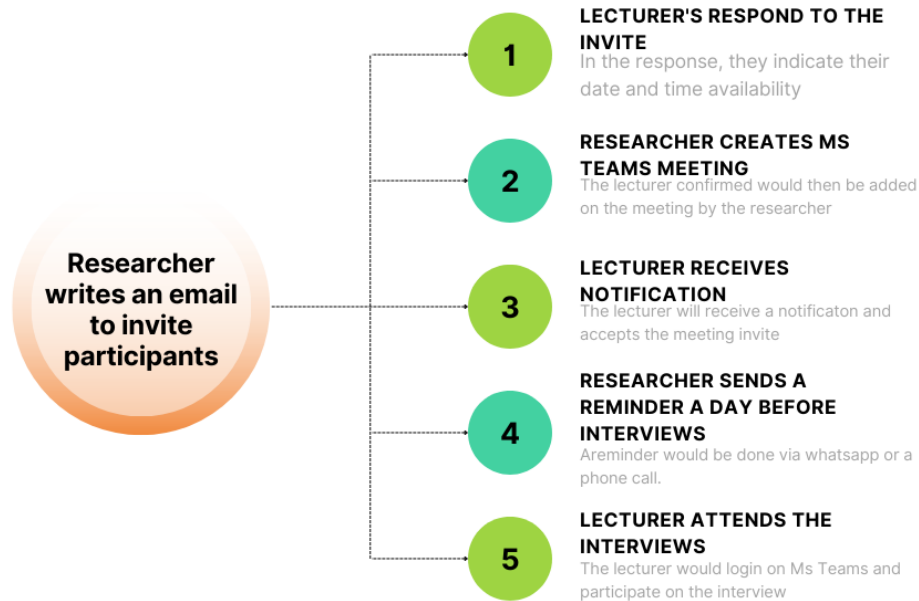 Researcher
writes an email
to invite
participants
1
LECTURER'S RESPOND TO THE
INVITE
In the response, they indicate their
date and time availability
2
RESEARCHER CREATES MS
TEAMS MEETING
The lecturer confirmed would then be added
on the meeting by the researcher
3
LECTURER RECEIVES
NOTIFICATION
The lecturer will receive a notificaton and
accepts the meeting invite
4
RESEARCHER SENDS A
REMINDER A DAY BEFORE
INTERVIEWS
Areminder would be done via whatsapp or a
phone call.
5
LECTURER ATTENDS THE
INTERVIEWS
The lecturer would login on Ms Teams and
participate on the interview